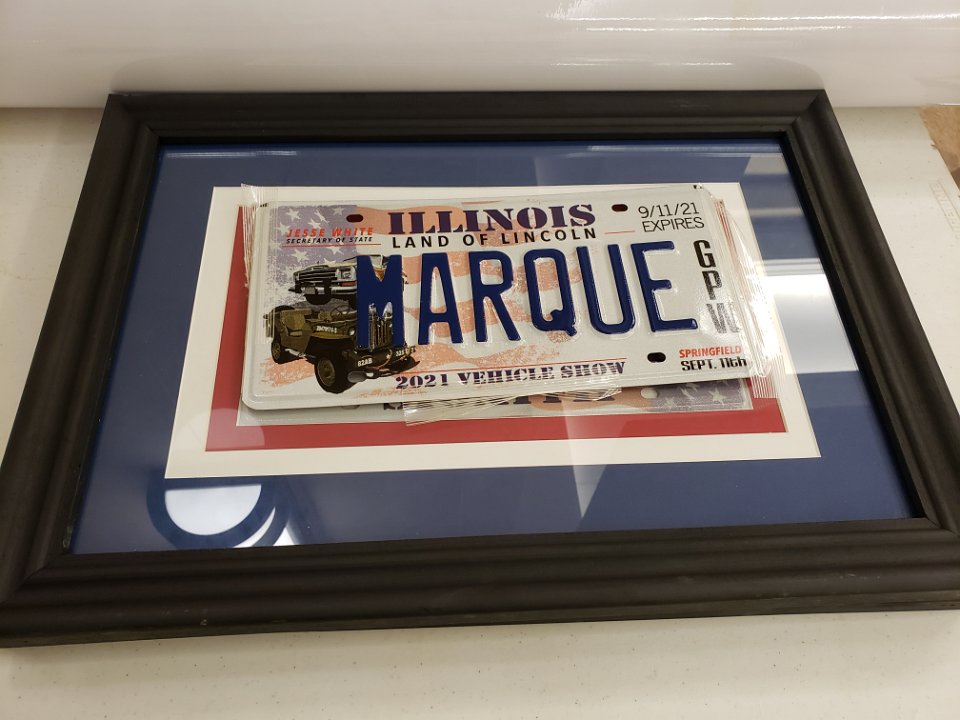 ILLINOIS
LAND OF LINCOLN
JESSE WHITE
SECRETARY OF STATE
9/11/21
EXPIRES
MARQUE
GPW
2021 VEHICLE SHOW
SPRINGFIELD
SEPT. 11th